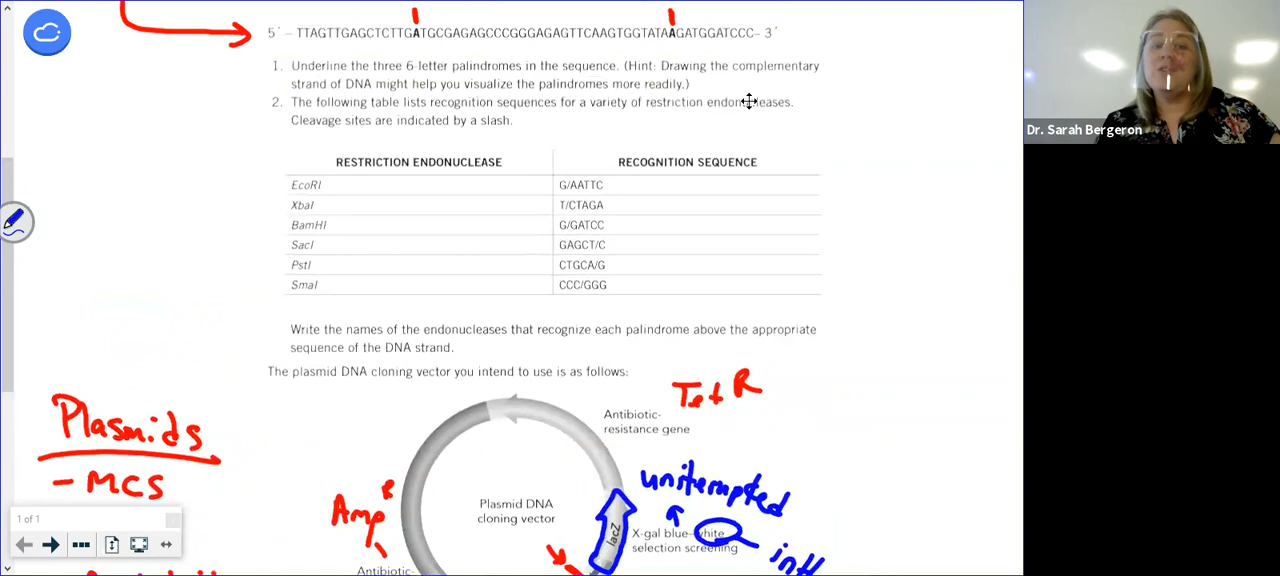 5´ – TTAGTTGAGCTCTTGATGCGAGAGCCCGGGAGAGTTCAAGTGGTATAAGATGGATCCC– 3´
1. Underline the three 6-letter palindromes in the sequence. (Hint: Drawing the complementary
strand of DNA might help you visualize the palindromes more readily.)
2. The following table lists recognition sequences for a variety of restriction endonucleases.
Cleavage sites are indicated by a slash.
Dr. Sarah Bergeron
RESTRICTION ENDONUCLEASE RECOGNITION SEQUENCE
EcoRI G/AATTC
XbaI T/CTAGA
BamHI G/GATCC
SacI GAGCT/C
PstI CTGCA/G
SmaI CCC/GGG
Write the names of the endonucleases that recognize each palindrome above the appropriate
sequence of the DNA strand.
The plasmid DNA cloning vector you intend to use is as follows:
Tet R
Antibiotic-
resistance gene
Plasmids
– MCS
uniterupted
Amp R
Plasmid DNA
cloning vector
lacZ
X-gal blue–white
selection screening
1 of 1
Antibiotic-